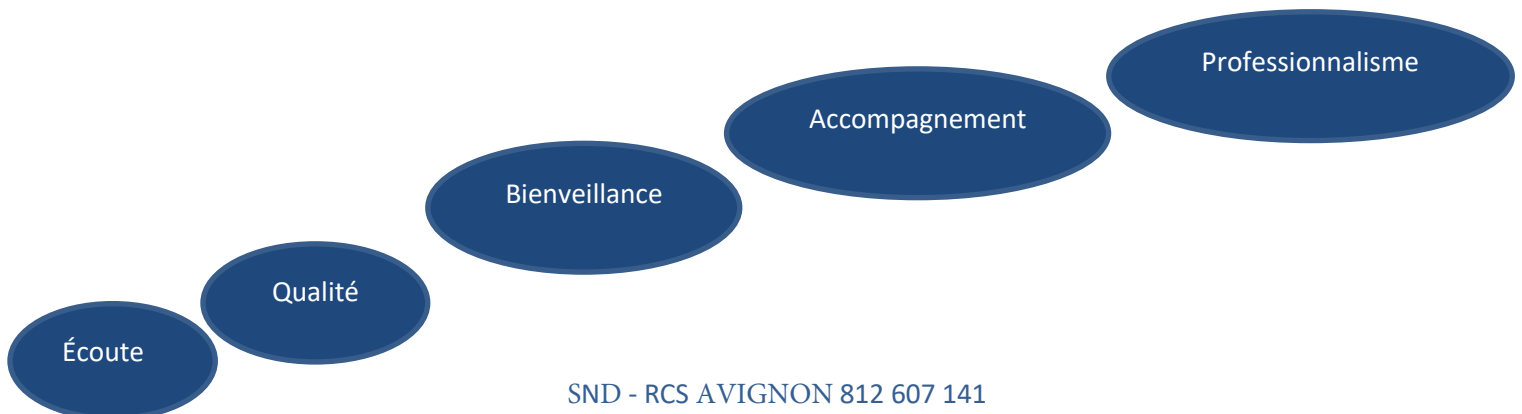 Professionnalisme
Accompagnement
Bienveillance
Qualité
Écoute
SND - RCS AVIGNON 812 607 141